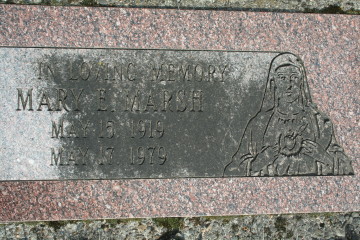 IN LOVING MEMORY
MARY E. MARSH
MAY 15 1919
MAY 17 1979